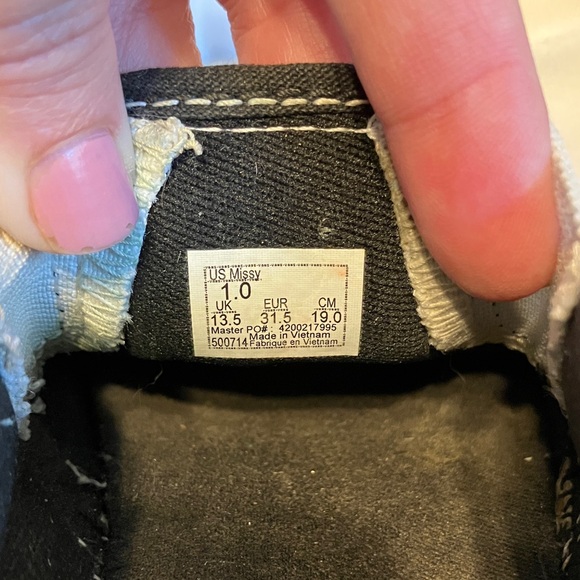 US Missy
1.0
UK EUR CM
13.5 31.5 19.0
Master PO# : 4200217995
Made in Vietnam
500714 Fabrique en Vietnam